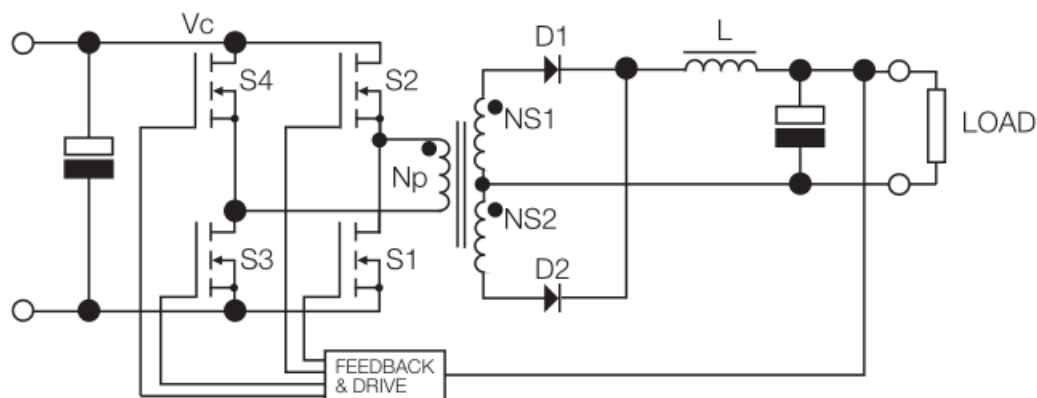 Vc
S4
S2
D1
L
NS1
LOAD
Np
NS2
S3
S1
D2
FEEDBACK
& DRIVE